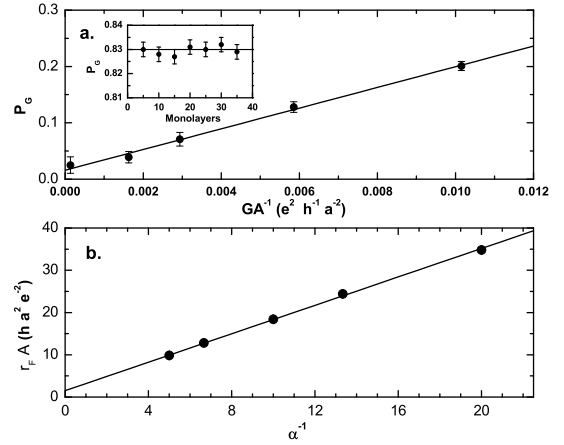 a.
0.3
0.2
0.1
0.0
P_G
0.84
0.83
0.82
0.81
P_G
0 10 20 30 40
Monolayers
0.000 0.002 0.004 0.006 0.008 0.010 0.012
GA⁻¹ (e² h⁻¹ a⁻²)
b.
40
30
20
10
0
r_F A (h a² e⁻²)
0 4 8 12 16 20
α⁻¹